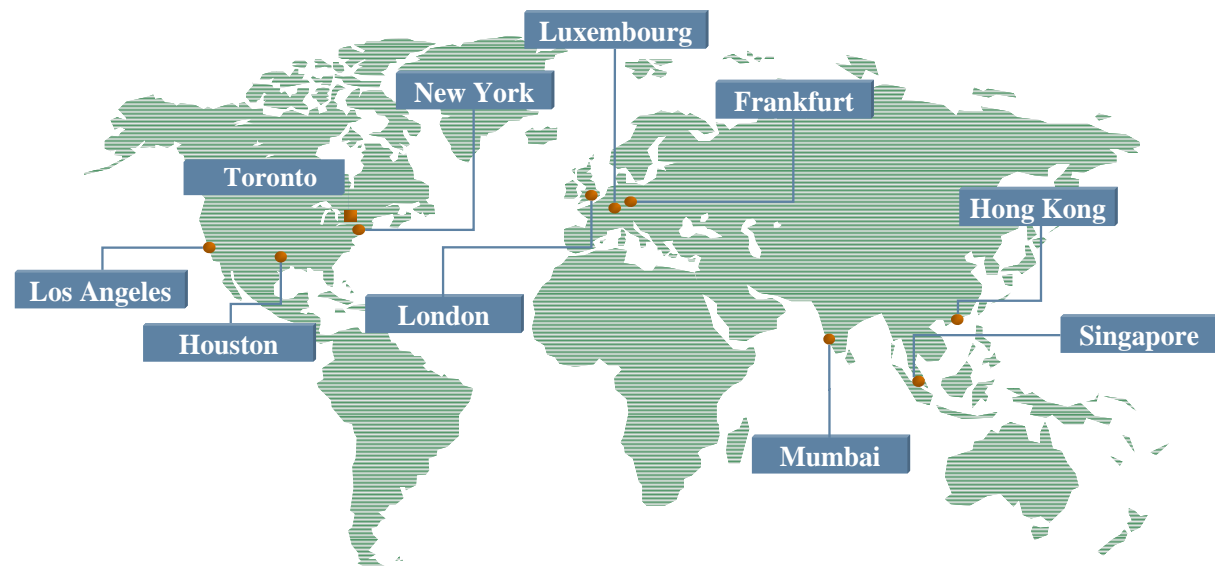 Luxembourg
New York
Frankfurt
Toronto
Hong Kong
Los Angeles
London
Houston
Singapore
Mumbai